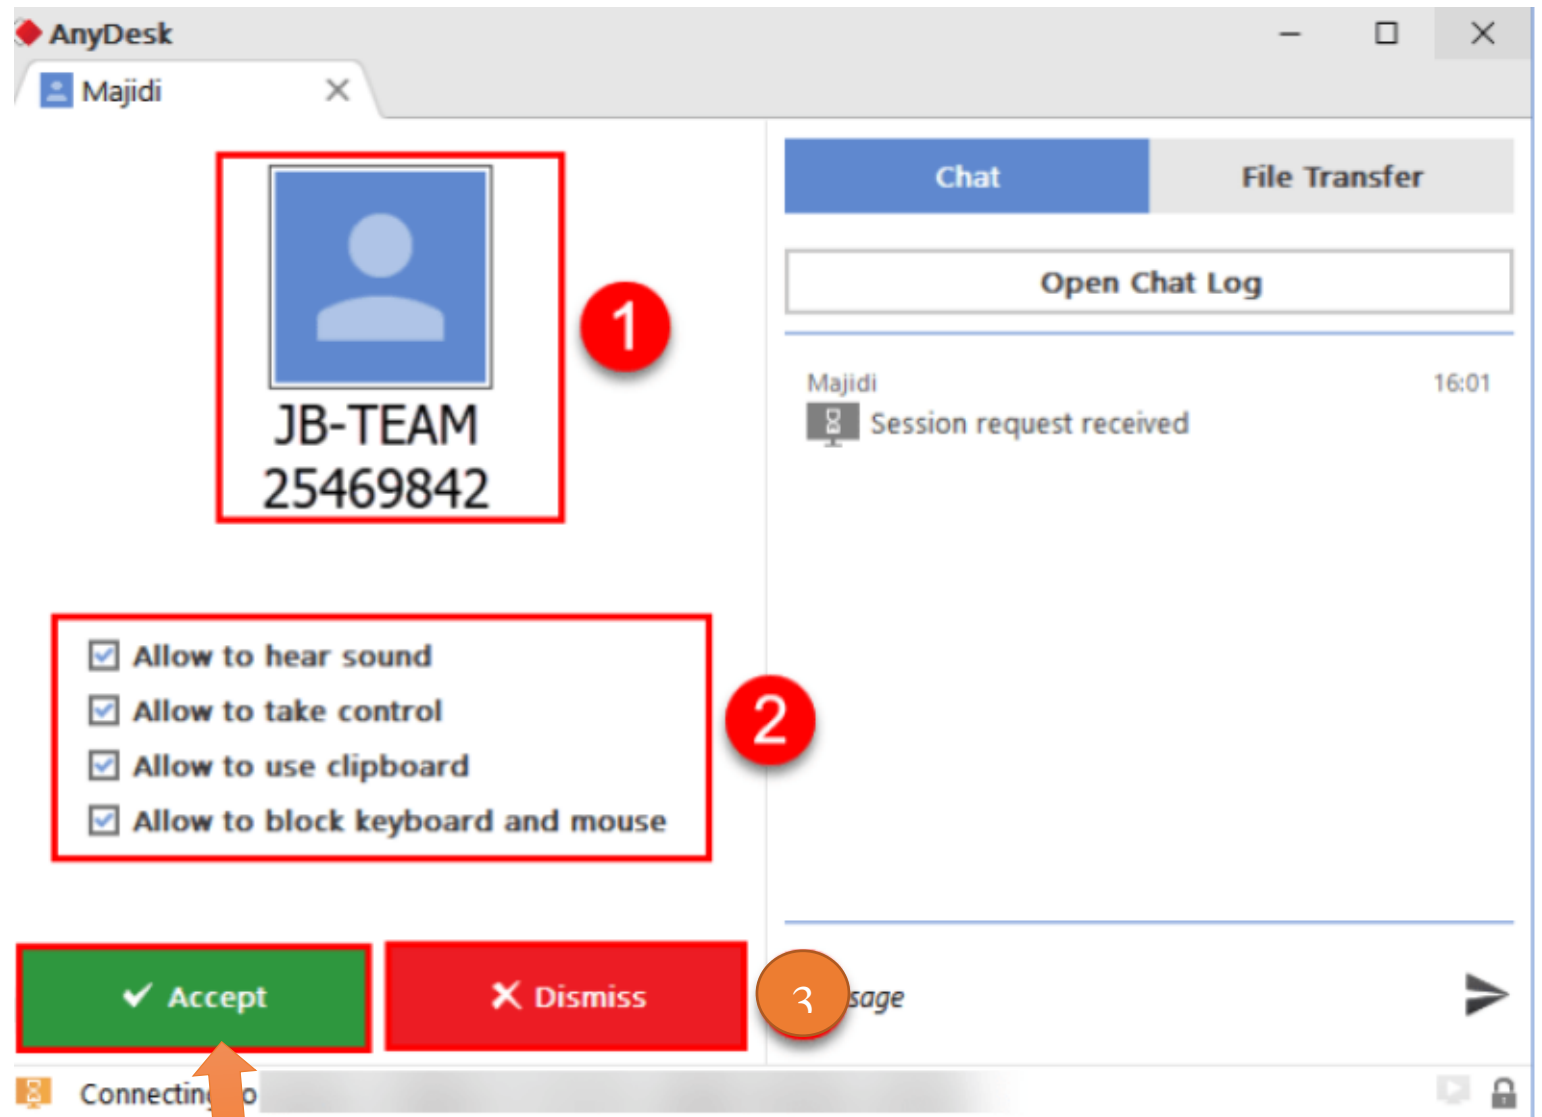 AnyDesk
Majidi
JB-TEAM
25469842
1
Allow to hear sound
Allow to take control
Allow to use clipboard
Allow to block keyboard and mouse
2
Accept
Dismiss
Chat
File Transfer
Open Chat Log
Majidi
16:01
Session request received
sage
Connecting